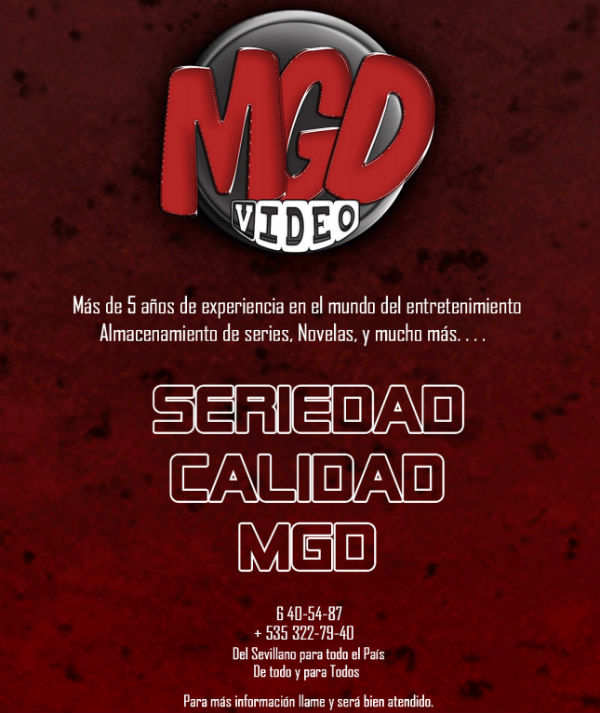 MGD
VIDEO
Más de 5 años de experiencia en el mundo del entretenimiento
Almacenamiento de series, Novelas, y mucho más. . . .
SERIEDAD
CALIDAD
MGD
6 40-54-87
+ 535 322-79-40
Del Sevillano para todo el País
De todo y para Todos
Para más información llame y será bien atendido.